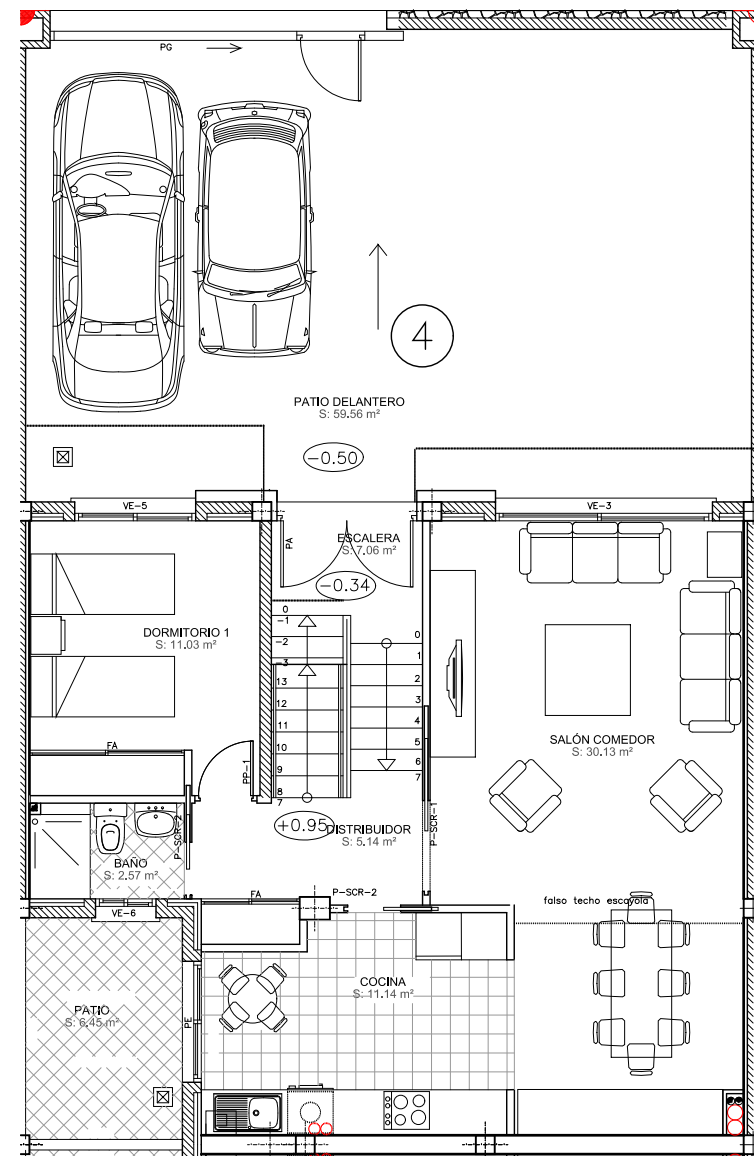 PG
4
PATIO DELANTERO
S: 59.56 m²
-0.50
VE-5
VE-3
PA
ESCALERA
S: 7.06 m²
-0.34
DORMITORIO 1
S: 11.03 m²
0
-1
-2
-3
13
12
11
10
9
8
7
0
1
2
3
4
5
6
7
SALÓN COMEDOR
S: 30.13 m²
FA
PP-1
P-SCR-2
P-SCR-1
+0.95
DISTRIBUIDOR
S: 5.14 m²
BAÑO
S: 2.57 m²
VE-6
FA
P-SCR-2
falso techo escayola
COCINA
S: 11.14 m²
PATIO
S: 6.45 m²
PE